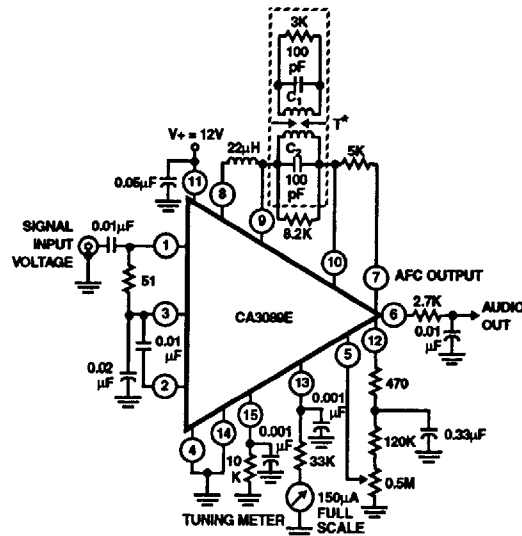 3K
100
pF
C1
T*
V+ = 12V
22µH
C2
5K
0.05µF
11
8
100
pF
9
8.2K
SIGNAL
INPUT
VOLTAGE
0.01µF
1
10
7
AFC OUTPUT
51
3
CA3089E
6
2.7K
AUDIO
OUT
0.01
µF
5
12
0.02
µF
0.01
µF
2
13
470
15
0.001
µF
4
14
0.001
µF
120K
0.33µF
10
K
33K
0.5M
TUNING METER
150µA
FULL
SCALE